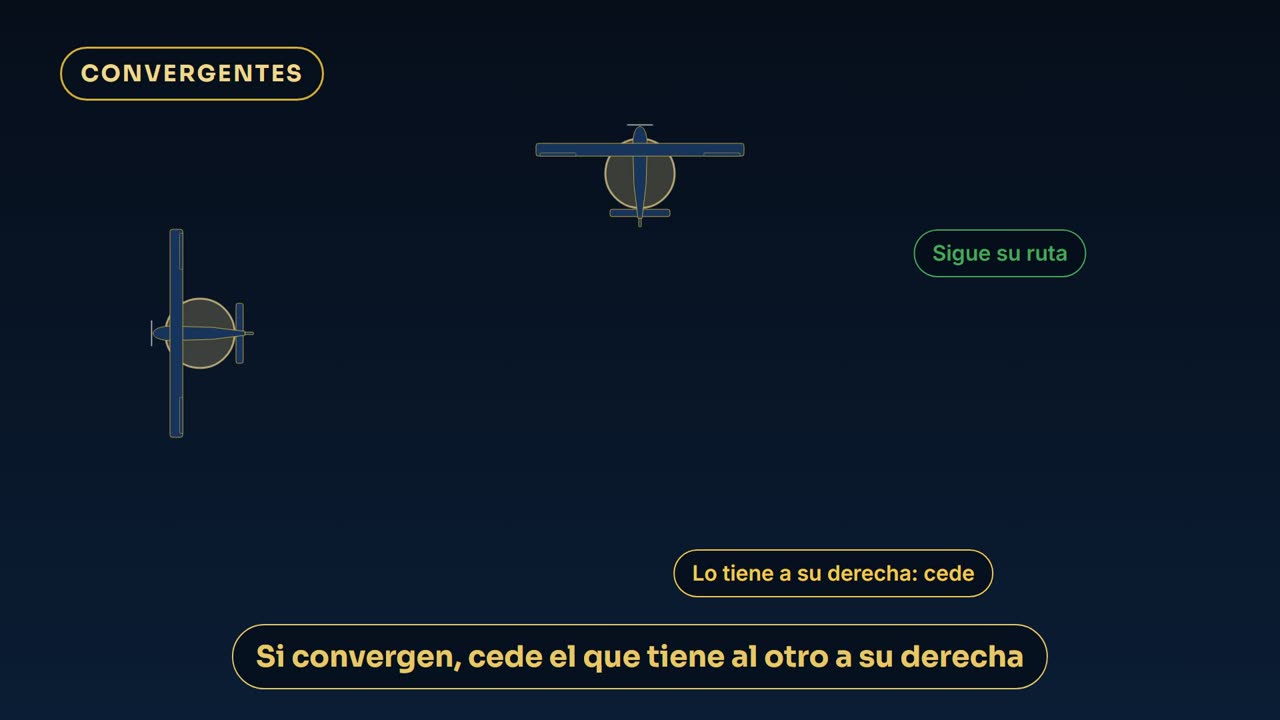 CONVERGENTES
Sigue su ruta
Lo tiene a su derecha: cede
Si convergen, cede el que tiene al otro a su derecha